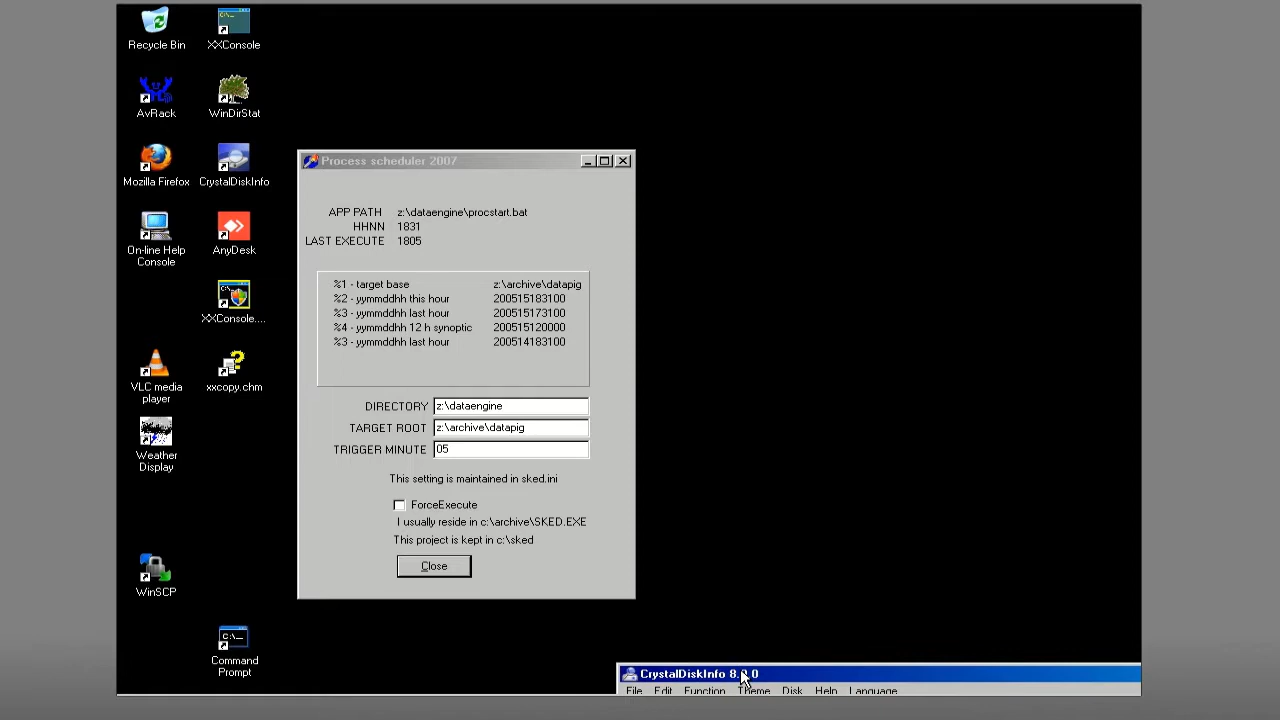 Recycle Bin
XXConsole
AvRack
WinDirStat
Mozilla Firefox
CrystalDiskInfo
On-line Help
Console
AnyDesk
XXConsole....
VLC media
player
xxcopy.chm
Weather
Display
WinSCP
Command
Prompt
Process scheduler 2007
APP PATH z:\dataengine\procstart.bat
HHNN 1831
LAST EXECUTE 1805
%1 - target base z:\archive\datapig
%2 - yymmddhh this hour 200515183100
%3 - yymmddhh last hour 200515173100
%4 - yymmddhh 12 h synoptic 200515120000
%3 - yymmddhh last hour 200514183100
DIRECTORY z:\dataengine
TARGET ROOT z:\archive\datapig
TRIGGER MINUTE 05
This setting is maintained in sked.ini
ForceExecute
I usually reside in c:\archive\SKED.EXE
This project is kept in c:\sked
Close
CrystalDiskInfo
File Edit Function Theme Disk Help Language